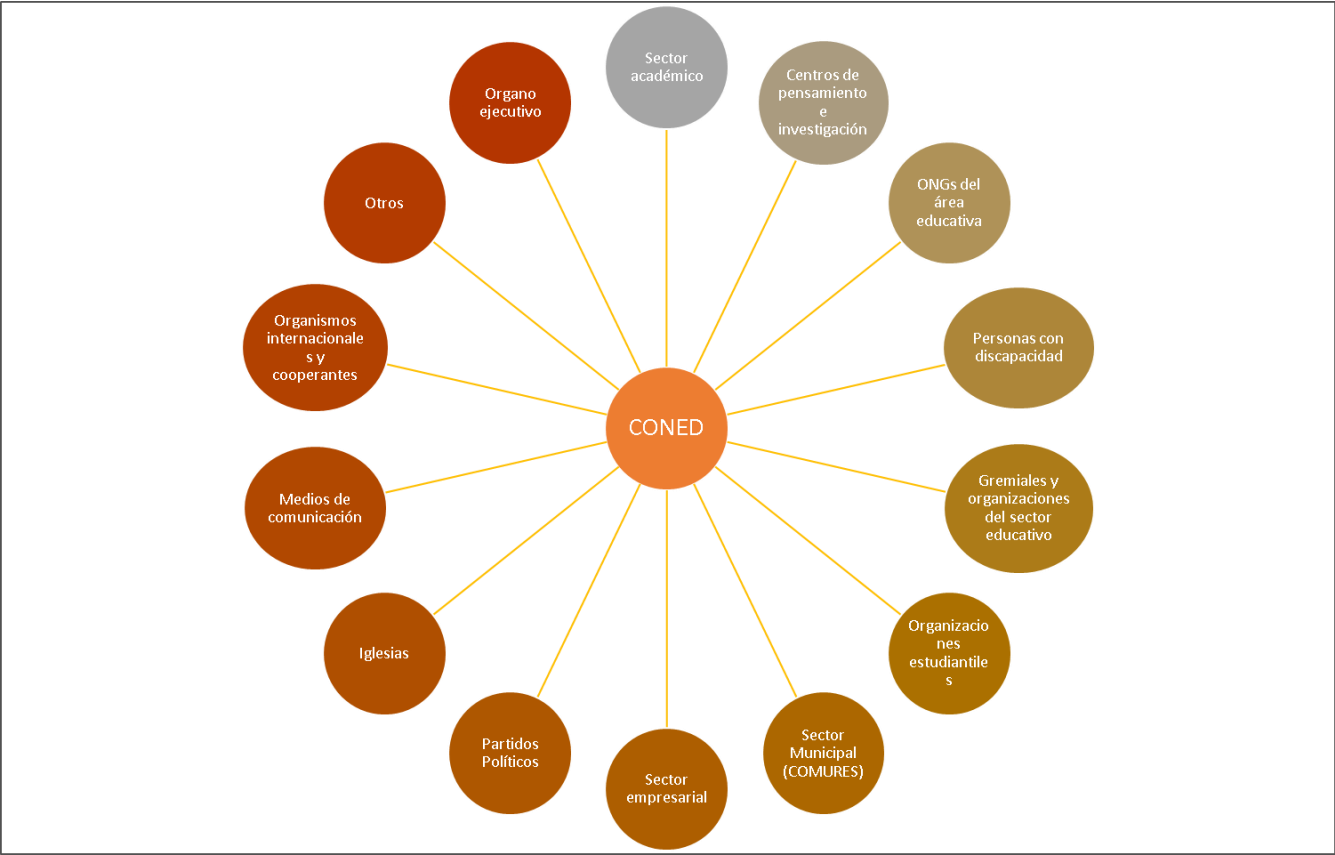 Sector
académico
Centros de
pensamiento
e
investigación
ONGs del
área
educativa
Personas con
discapacidad
Gremiales y
organizaciones
del sector
educativo
Organizacio
nes
estudiantile
s
Sector
Municipal
(COMURES)
Sector
empresarial
Partidos
Políticos
Iglesias
Medios de
comunicación
Organismos
internacionale
s y
cooperantes
Otros
Organo
ejecutivo
CONED